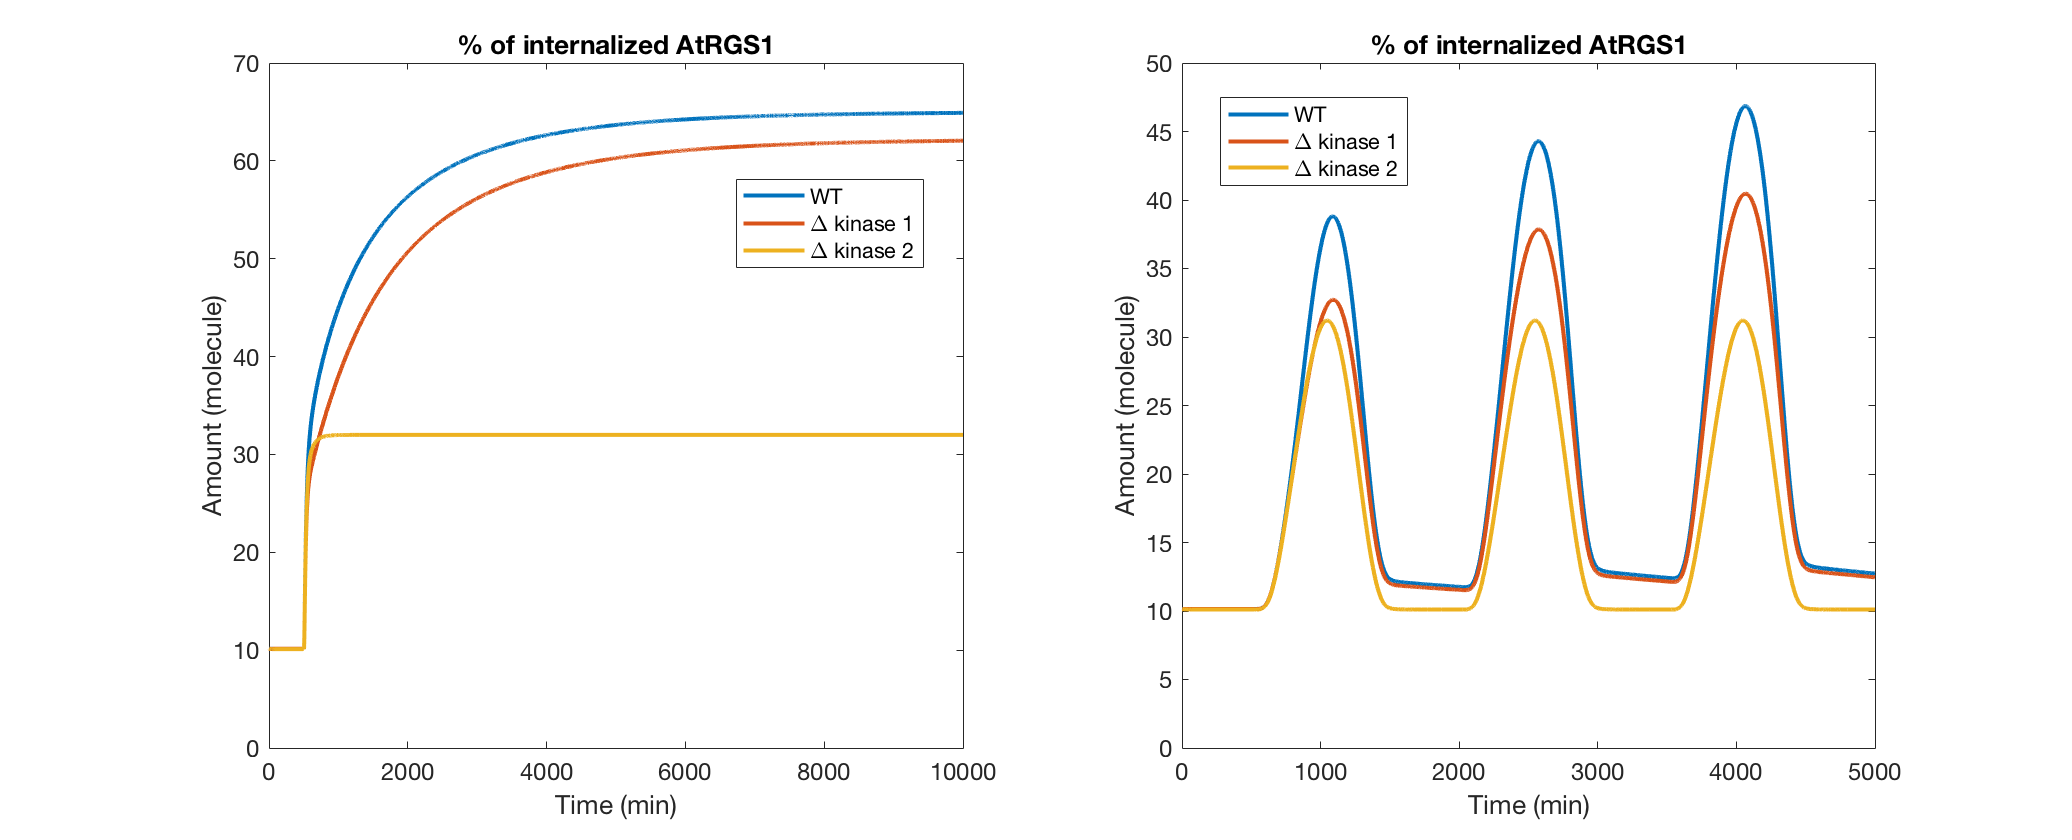 % of internalized AtRGS1
70
60
50
40
30
20
10
0
Amount (molecule)
WT
Δ kinase 1
Δ kinase 2
0 2000 4000 6000 8000 10000
Time (min)
% of internalized AtRGS1
50
45
40
35
30
25
20
15
10
5
0
Amount (molecule)
WT
Δ kinase 1
Δ kinase 2
0 1000 2000 3000 4000 5000
Time (min)